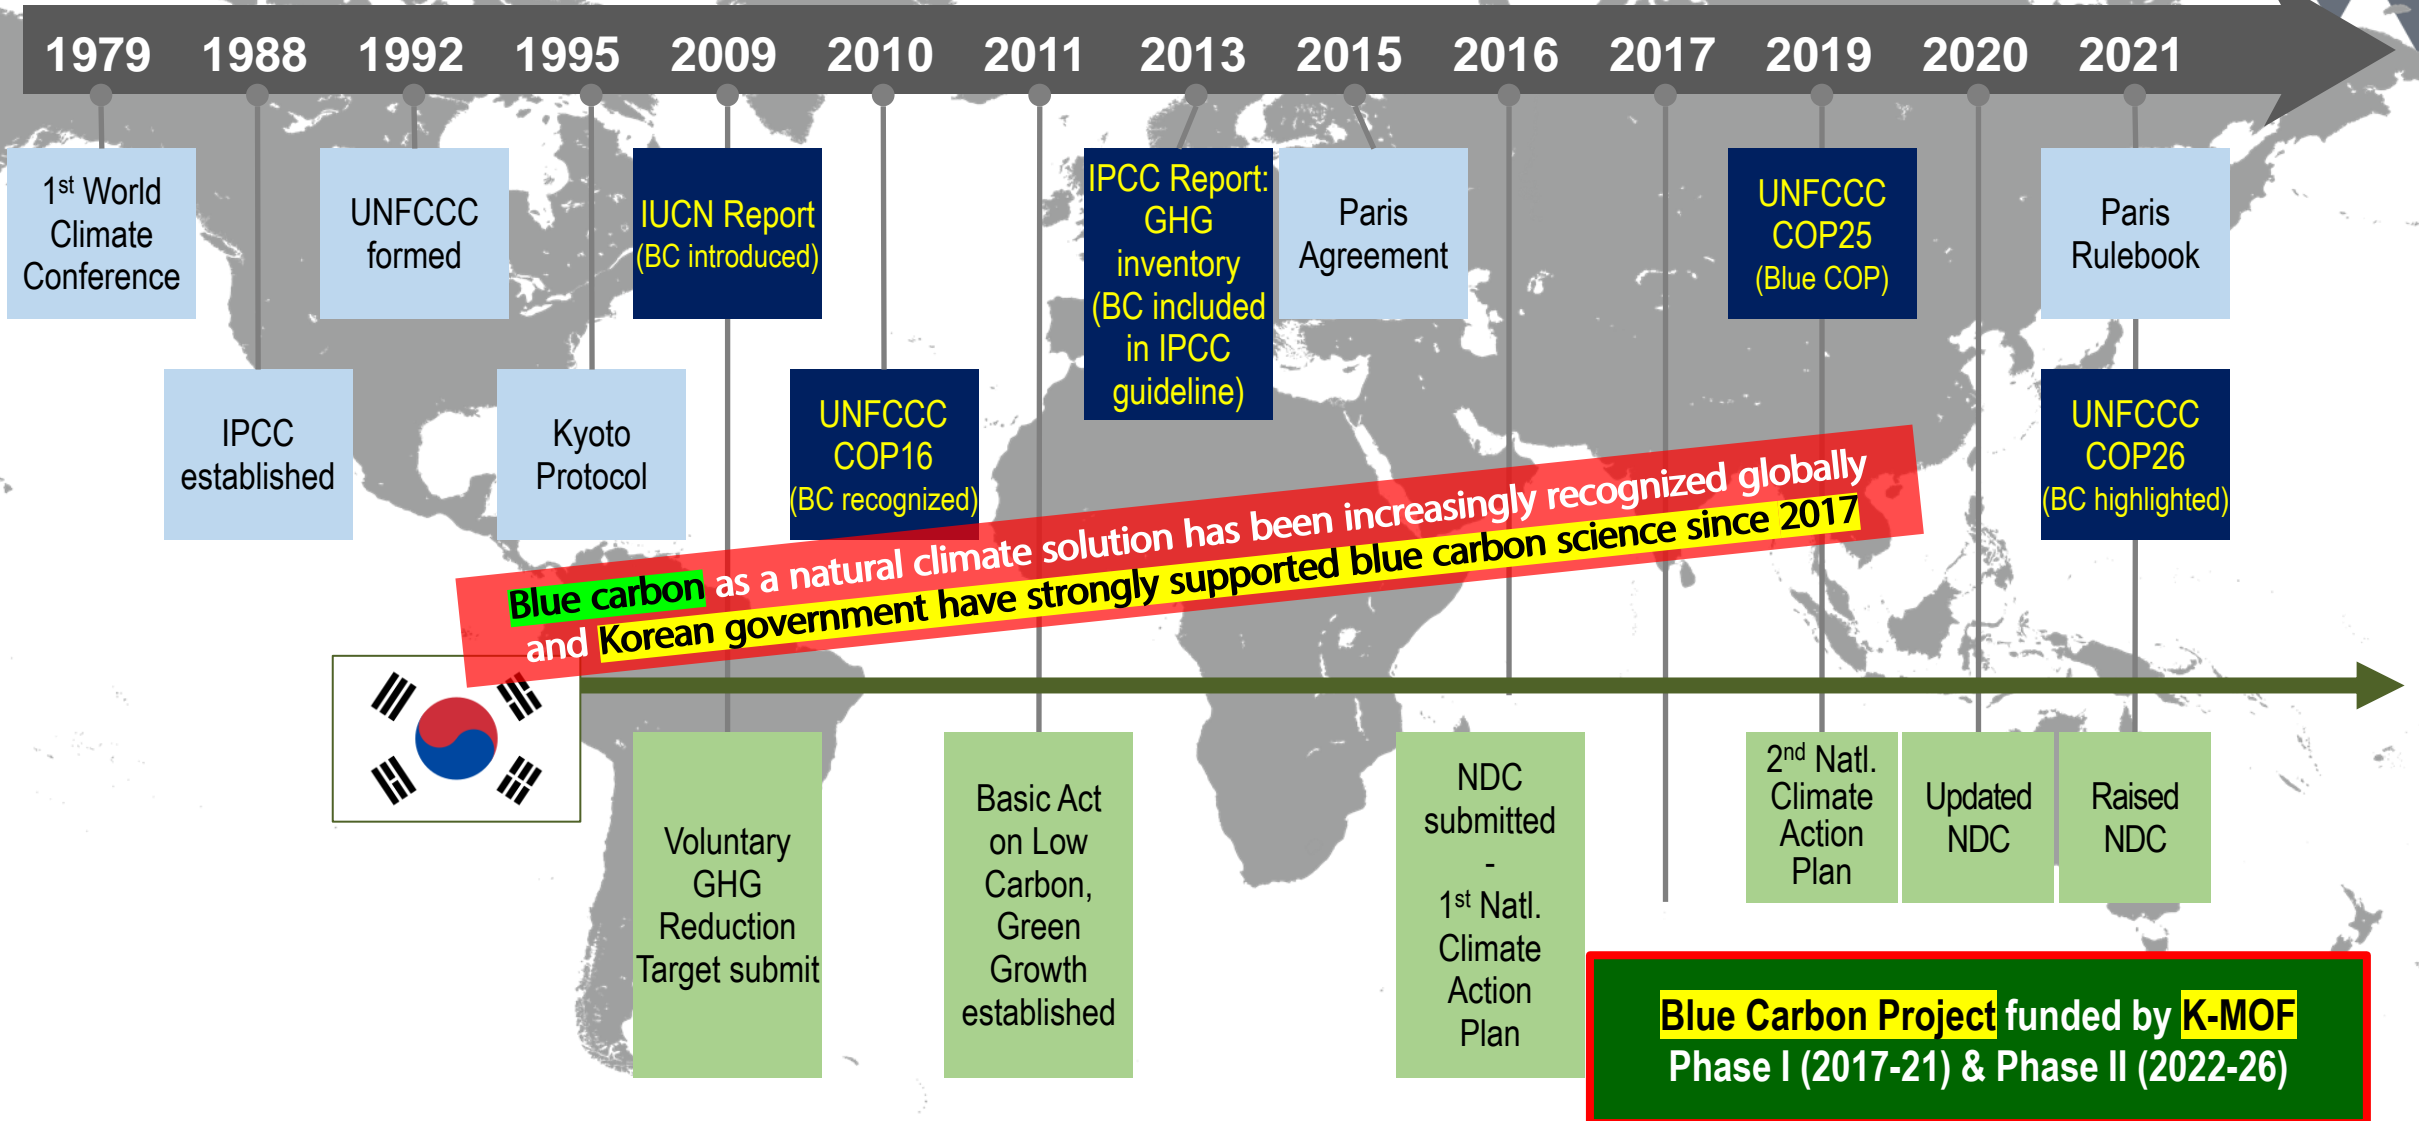 1979 1988 1992 1995 2009 2010 2011 2013 2015 2016 2017 2019 2020 2021
1st World
Climate
Conference
IPCC
established
UNFCCC
formed
Kyoto
Protocol
IUCN Report
(BC introduced)
UNFCCC
COP16
(BC recognized)
IPCC Report:
GHG
inventory
(BC included
in IPCC
guideline)
Paris
Agreement
UNFCCC
COP25
(Blue COP)
Paris
Rulebook
UNFCCC
COP26
(BC highlighted)
Blue carbon as a natural climate solution has been increasingly recognized globally
and Korean government have strongly supported blue carbon science since 2017
Voluntary
GHG
Reduction
Target submit
Basic Act
on Low
Carbon,
Green
Growth
established
NDC
submitted
-
1st Natl.
Climate
Action
Plan
2nd Natl.
Climate
Action
Plan
Updated
NDC
Raised
NDC
Blue Carbon Project funded by K-MOF
Phase I (2017-21) & Phase II (2022-26)